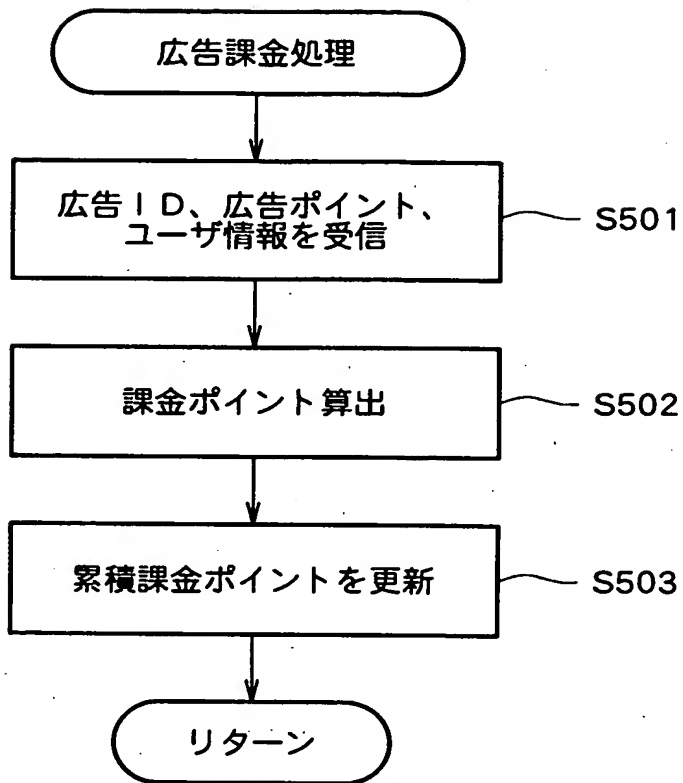 広告課金処理
広告ID、広告ポイント、
ユーザ情報を受信
S501
課金ポイント算出
S502
累積課金ポイントを更新
S503
リターン